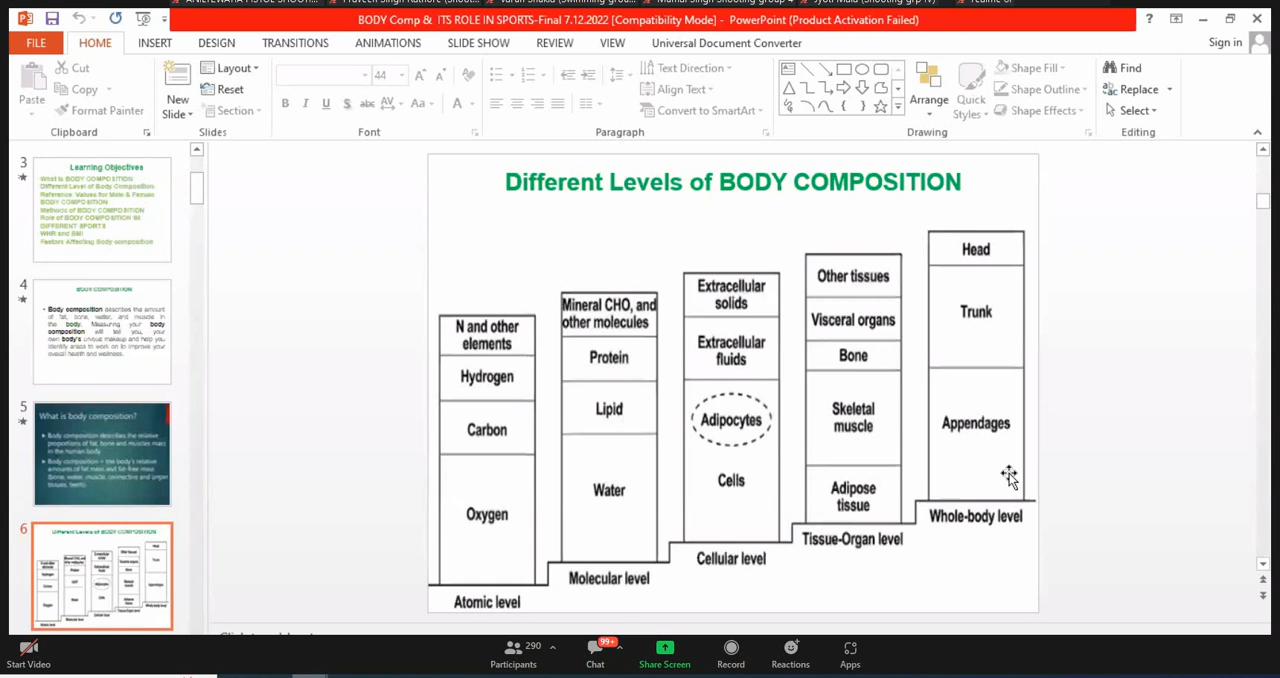 BODY Comp & ITS ROLE IN SPORTS-Final 7.12.2022 [Compatibility Mode] - PowerPoint (Product Activation Failed)
FILE HOME INSERT DESIGN TRANSITIONS ANIMATIONS SLIDE SHOW REVIEW VIEW Universal Document Converter Sign in
Paste
Cut
Copy
Format Painter
Clipboard
New Slide
Layout
Reset
Section
Slides
44
B I U S abc AV Aa A
Font
Text Direction
Align Text
Convert to SmartArt
Paragraph
Arrange
Quick Styles
Shape Fill
Shape Outline
Shape Effects
Drawing
Find
Replace
Select
Editing
3
Learning Objectives
What is BODY COMPOSITION
Different Level of Body Composition
Reference Values for Male & Female
BODY COMPOSITION
Methods of BODY COMPOSITION
Role of BODY COMPOSITION IN
DIFFERENT SPORTS
WHR and BMI
Factors Affecting Body composition
4
BODY COMPOSITION
Body composition describes the amount
of fat, bone, water, and muscle in
the body. Measuring your body
composition will tell you, your
own body's unique makeup and help you
identify areas to work on to improve your
overall health and wellness.
5
What is body composition?
Body composition describes the relative
proportions of fat, bone and muscles mass
in the human body
Body composition = the body's relative
amounts of fat mass and fat-free mass
(bone, water, muscle, connective and organ
tissues, teeth).
6
Different Levels of BODY COMPOSITION
N and other
elements
Hydrogen
Carbon
Oxygen
Atomic level
Mineral CHO, and
other molecules
Protein
Lipid
Water
Molecular level
Extracellular
solids
Extracellular
fluids
Adipocytes
Cells
Cellular level
Other tissues
Visceral organs
Bone
Skeletal
muscle
Adipose
tissue
Tissue-Organ level
Head
Trunk
Appendages
Whole-body level
Start Video
Participants 290
Chat 99+
Share Screen
Record
Reactions
Apps